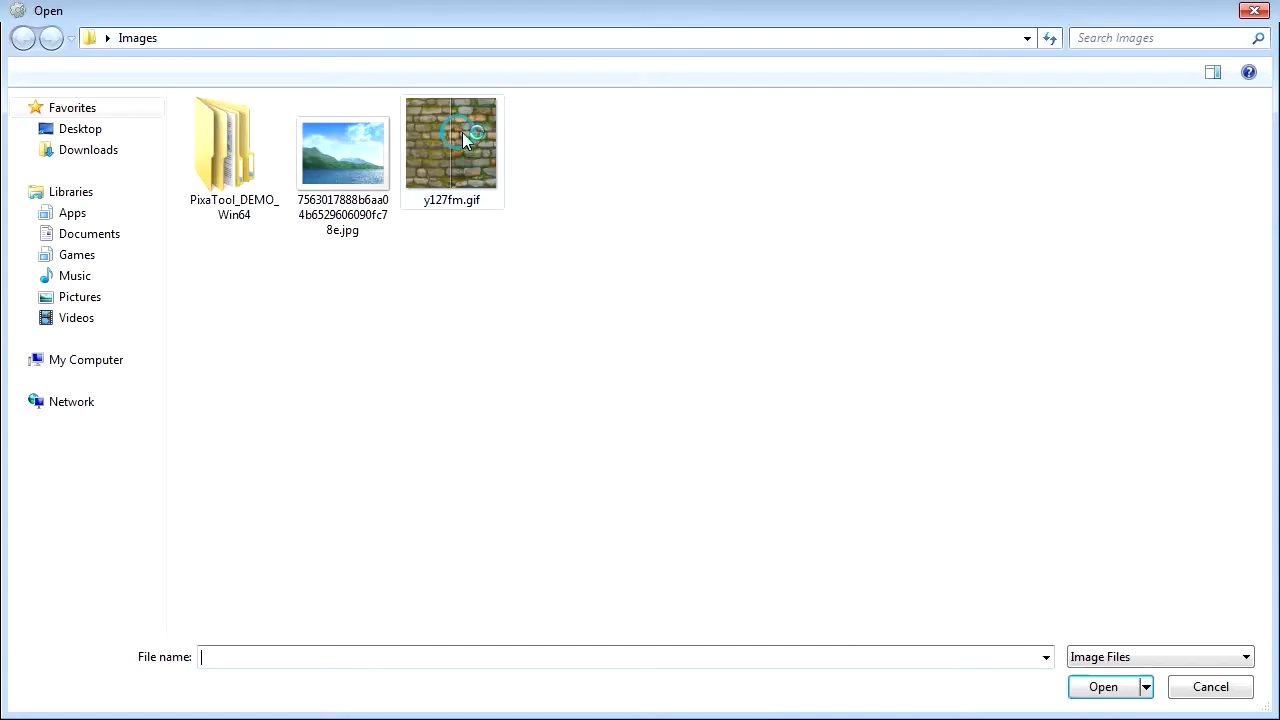 Open
Images
Search Images
Favorites
Desktop
Downloads
Libraries
Apps
Documents
Games
Music
Pictures
Videos
My Computer
Network
PixaTool_DEMO_
Win64
7563017888b6aa0
4b6529606090fc7
8e.jpg
y127fm.gif
File name:
Image Files
Open
Cancel